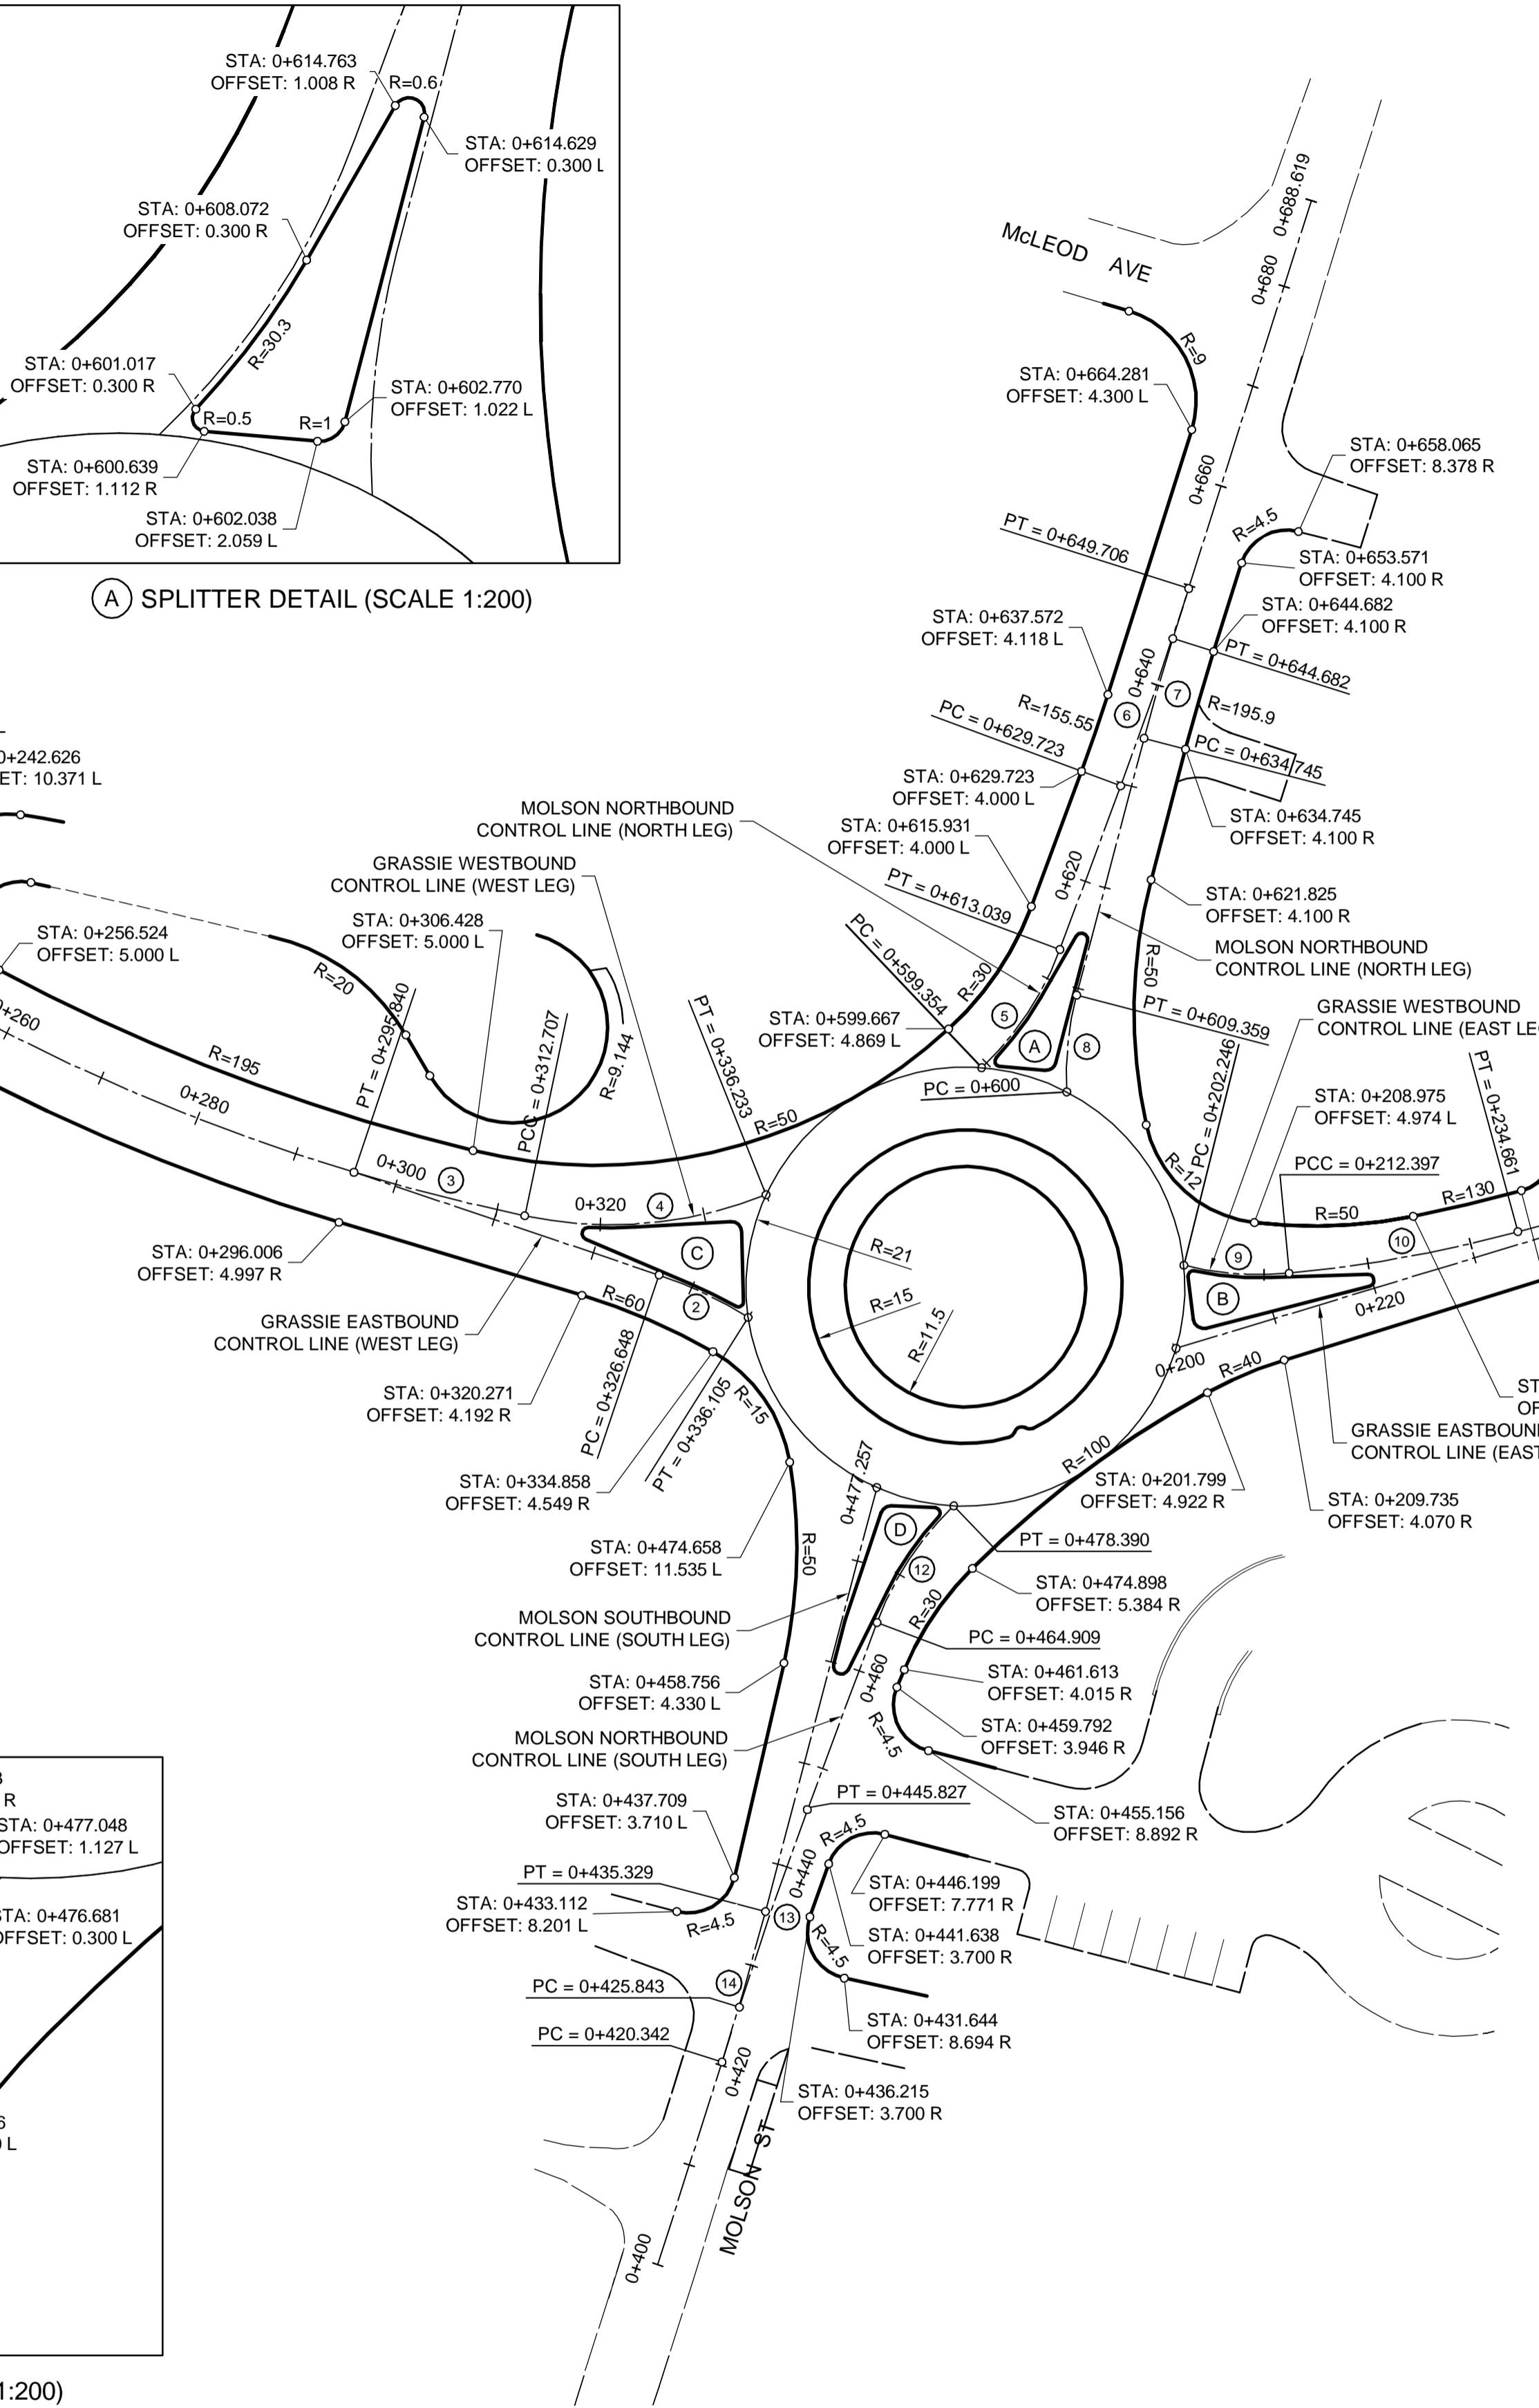 STA: 0+614.763
OFFSET: 1.008 R
R=0.6
STA: 0+614.629
OFFSET: 0.300 L
STA: 0+608.072
OFFSET: 0.300 R
R=30.3
STA: 0+601.017
OFFSET: 0.300 R
STA: 0+602.770
OFFSET: 1.022 L
R=0.5
R=1
STA: 0+600.639
OFFSET: 1.112 R
STA: 0+602.038
OFFSET: 2.059 L
A SPLITTER DETAIL (SCALE 1:200)
0+688.619
McLEOD AVE
0+680
R=9
STA: 0+664.281
OFFSET: 4.300 L
STA: 0+658.065
OFFSET: 8.378 R
0+660
R=4.5
PT = 0+649.706
STA: 0+653.571
OFFSET: 4.100 R
STA: 0+644.682
OFFSET: 4.100 R
STA: 0+637.572
OFFSET: 4.118 L
PT = 0+644.682
0+640
7
R=155.55
6
R=195.9
PC = 0+629.723
PC = 0+634.745
0+242.626
ET: 10.371 L
STA: 0+629.723
OFFSET: 4.000 L
MOLSON NORTHBOUND
CONTROL LINE (NORTH LEG)
STA: 0+615.931
OFFSET: 4.000 L
STA: 0+634.745
OFFSET: 4.100 R
GRASSIE WESTBOUND
CONTROL LINE (WEST LEG)
0+620
PT = 0+613.039
STA: 0+621.825
OFFSET: 4.100 R
STA: 0+306.428
OFFSET: 5.000 L
STA: 0+256.524
OFFSET: 5.000 L
PC = 0+599.354
MOLSON NORTHBOUND
CONTROL LINE (NORTH LEG)
R=20
R=50
R=30
0+260
PT = 0+295.840
PCC = 0+312.707
PT = 0+336.233
STA: 0+599.667
OFFSET: 4.869 L
5
A
8
PT = 0+609.359
GRASSIE WESTBOUND
CONTROL LINE (EAST LE
R=195
R=9.144
PC = 0+600
PC = 0+202.246
PT = 0+234.661
0+280
R=50
STA: 0+208.975
OFFSET: 4.974 L
0+300
3
R=12
PCC = 0+212.397
0+320
4
R=130
R=50
C
R=21
9
10
STA: 0+296.006
OFFSET: 4.997 R
R=15
B
0+220
R=60
2
GRASSIE EASTBOUND
CONTROL LINE (WEST LEG)
R=11.5
0+200
R=40
STA: 0+320.271
OFFSET: 4.192 R
PC = 0+326.648
PT = 0+336.105
R=15
ST
OF
GRASSIE EASTBOUN
CONTROL LINE (EAST
R=100
0+477.257
STA: 0+334.858
OFFSET: 4.549 R
STA: 0+201.799
OFFSET: 4.922 R
STA: 0+209.735
OFFSET: 4.070 R
D
PT = 0+478.390
STA: 0+474.658
OFFSET: 11.535 L
R=50
12
STA: 0+474.898
OFFSET: 5.384 R
R=30
MOLSON SOUTHBOUND
CONTROL LINE (SOUTH LEG)
PC = 0+464.909
0+460
STA: 0+461.613
OFFSET: 4.015 R
STA: 0+458.756
OFFSET: 4.330 L
R=4.5
STA: 0+459.792
OFFSET: 3.946 R
MOLSON NORTHBOUND
CONTROL LINE (SOUTH LEG)
PT = 0+445.827
STA: 0+455.156
OFFSET: 8.892 R
R
STA: 0+477.048
OFFSET: 1.127 L
STA: 0+437.709
OFFSET: 3.710 L
R=4.5
PT = 0+435.329
0+440
STA: 0+446.199
OFFSET: 7.771 R
STA: 0+433.112
OFFSET: 8.201 L
R=4.5
13
R=4.5
STA: 0+441.638
OFFSET: 3.700 R
STA: 0+476.681
OFFSET: 0.300 L
PC = 0+425.843
14
STA: 0+431.644
OFFSET: 8.694 R
PC = 0+420.342
0+420
STA: 0+436.215
OFFSET: 3.700 R
6
L
MOLSON ST
0+400
1:200)